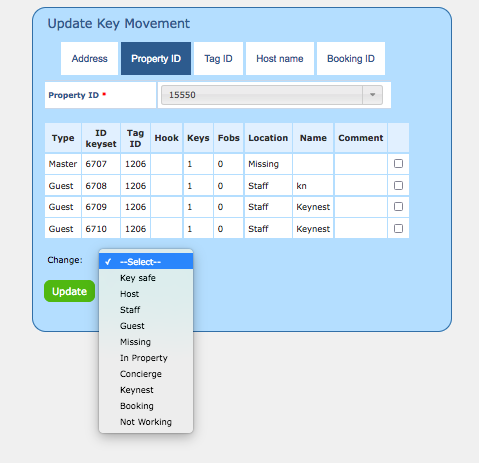 Update Key Movement
Address Property ID Tag ID Host name Booking ID
Property ID * 15550
Type ID keyset Tag ID Hook Keys Fobs Location Name Comment
Master 6707 1206 1 0 Missing
Guest 6708 1206 1 0 Staff kn
Guest 6709 1206 1 0 Staff Keynest
Guest 6710 1206 1 0 Staff Keynest
Change: ✓ --Select--
Key safe
Update
Host
Staff
Guest
Missing
In Property
Concierge
Keynest
Booking
Not Working